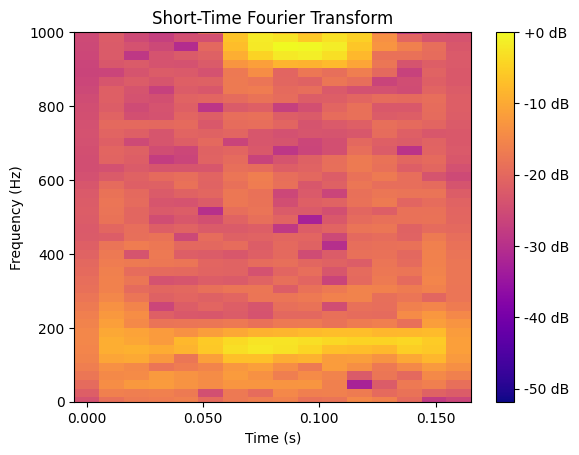 Short-Time Fourier Transform
Frequency (Hz)
1000
800
600
400
200
0
0.000
0.050
0.100
0.150
Time (s)
+0 dB
-10 dB
-20 dB
-30 dB
-40 dB
-50 dB